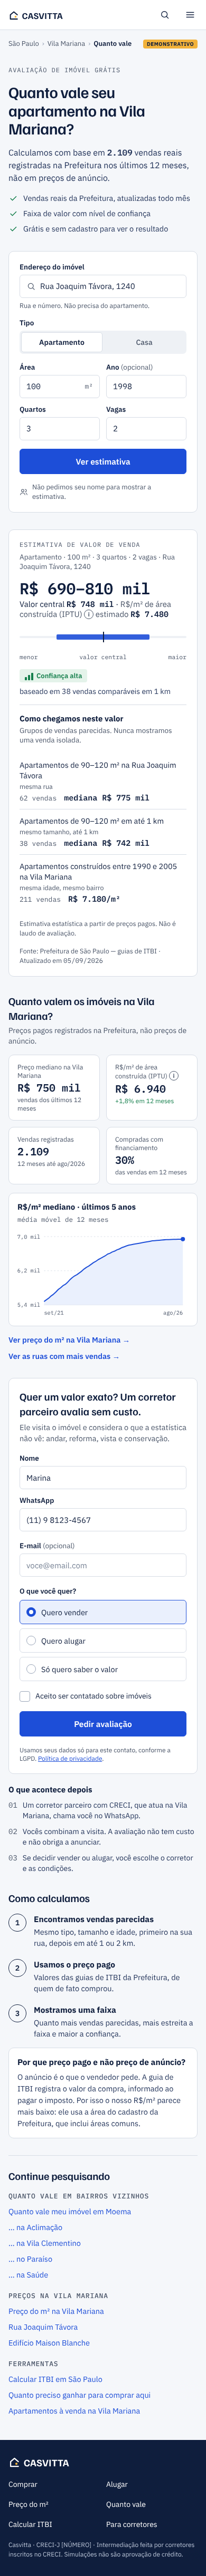 CASVITTA
São Paulo › Vila Mariana › Quanto vale
DEMONSTRATIVO
AVALIAÇÃO DE IMÓVEL GRÁTIS
Quanto vale seu
apartamento na Vila
Mariana?
Calculamos com base em 2.109 vendas reais
registradas na Prefeitura nos últimos 12 meses,
não em preços de anúncio.
Vendas reais da Prefeitura, atualizadas todo mês
Faixa de valor com nível de confiança
Grátis e sem cadastro para ver o resultado
Endereço do imóvel
Rua Joaquim Távora, 1240
Rua e número. Não precisa do apartamento.
Tipo
Apartamento Casa
Área Ano (opcional)
100 m² 1998
Quartos Vagas
3 2
Ver estimativa
Não pedimos seu nome para mostrar a
estimativa.
ESTIMATIVA DE VALOR DE VENDA
Apartamento · 100 m² · 3 quartos · 2 vagas · Rua
Joaquim Távora, 1240
R$ 690–810 mil
Valor central R$ 748 mil · R$/m² de área
construída (IPTU) i estimado R$ 7.480
menor valor central maior
Confiança alta
baseado em 38 vendas comparáveis em 1 km
Como chegamos neste valor
Grupos de vendas parecidas. Nunca mostramos
uma venda isolada.
Apartamentos de 90–120 m² na Rua Joaquim
Távora
mesma rua
62 vendas mediana R$ 775 mil
Apartamentos de 90–120 m² em até 1 km
mesmo tamanho, até 1 km
38 vendas mediana R$ 742 mil
Apartamentos construídos entre 1990 e 2005
na Vila Mariana
mesma idade, mesmo bairro
211 vendas R$ 7.180/m²
Estimativa estatística a partir de preços pagos. Não é
laudo de avaliação.
Fonte: Prefeitura de São Paulo — guias de ITBI ·
Atualizado em 05/09/2026
Quanto valem os imóveis na Vila
Mariana?
Preços pagos registrados na Prefeitura, não preços de
anúncio.
Preço mediano na Vila
Mariana
R$ 750 mil
vendas dos últimos 12
meses
R$/m² de área
construída (IPTU) i
R$ 6.940
+1,8% em 12 meses
Vendas registradas
2.109
12 meses até ago/2026
Compradas com
financiamento
30%
das vendas em 12 meses
R$/m² mediano · últimos 5 anos
média móvel de 12 meses
7,0 mil
6,2 mil
5,4 mil
set/21 ago/26
Ver preço do m² na Vila Mariana →
Ver as ruas com mais vendas →
Quer um valor exato? Um corretor
parceiro avalia sem custo.
Ele visita o imóvel e considera o que a estatística
não vê: andar, reforma, vista e conservação.
Nome
Marina
WhatsApp
(11) 9 8123-4567
E-mail (opcional)
voce@email.com
O que você quer?
Quero vender
Quero alugar
Só quero saber o valor
Aceito ser contatado sobre imóveis
Pedir avaliação
Usamos seus dados só para este contato, conforme a
LGPD. Política de privacidade.
O que acontece depois
01 Um corretor parceiro com CRECI, que atua na Vila
Mariana, chama você no WhatsApp.
02 Vocês combinam a visita. A avaliação não tem custo
e não obriga a anunciar.
03 Se decidir vender ou alugar, você escolhe o corretor
e as condições.
Como calculamos
1 Encontramos vendas parecidas
Mesmo tipo, tamanho e idade, primeiro na sua
rua, depois em até 1 ou 2 km.
2 Usamos o preço pago
Valores das guias de ITBI da Prefeitura, de
quem de fato comprou.
3 Mostramos uma faixa
Quanto mais vendas parecidas, mais estreita a
faixa e maior a confiança.
Por que preço pago e não preço de anúncio?
O anúncio é o que o vendedor pede. A guia de
ITBI registra o valor da compra, informado ao
pagar o imposto. Por isso o nosso R$/m² parece
mais baixo: ele usa a área do cadastro da
Prefeitura, que inclui áreas comuns.
Continue pesquisando
QUANTO VALE EM BAIRROS VIZINHOS
Quanto vale meu imóvel em Moema
... na Aclimação
... na Vila Clementino
... no Paraíso
... na Saúde
PREÇOS NA VILA MARIANA
Preço do m² na Vila Mariana
Rua Joaquim Távora
Edifício Maison Blanche
FERRAMENTAS
Calcular ITBI em São Paulo
Quanto preciso ganhar para comprar aqui
Apartamentos à venda na Vila Mariana
CASVITTA
Comprar Alugar
Preço do m² Quanto vale
Calcular ITBI Para corretores
Casvitta · CRECI-J [NÚMERO] · Intermediação feita por corretores
inscritos no CRECI. Simulações não são aprovação de crédito.